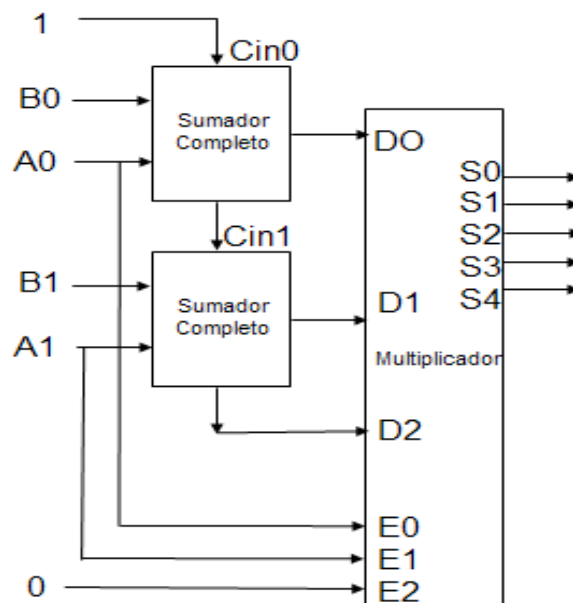 1
Cin0
B0
Sumador
Completo
A0
DO
S0
S1
S2
S3
S4
Cin1
B1
Sumador
Completo
D1
A1
Multiplicador
D2
E0
E1
0
E2